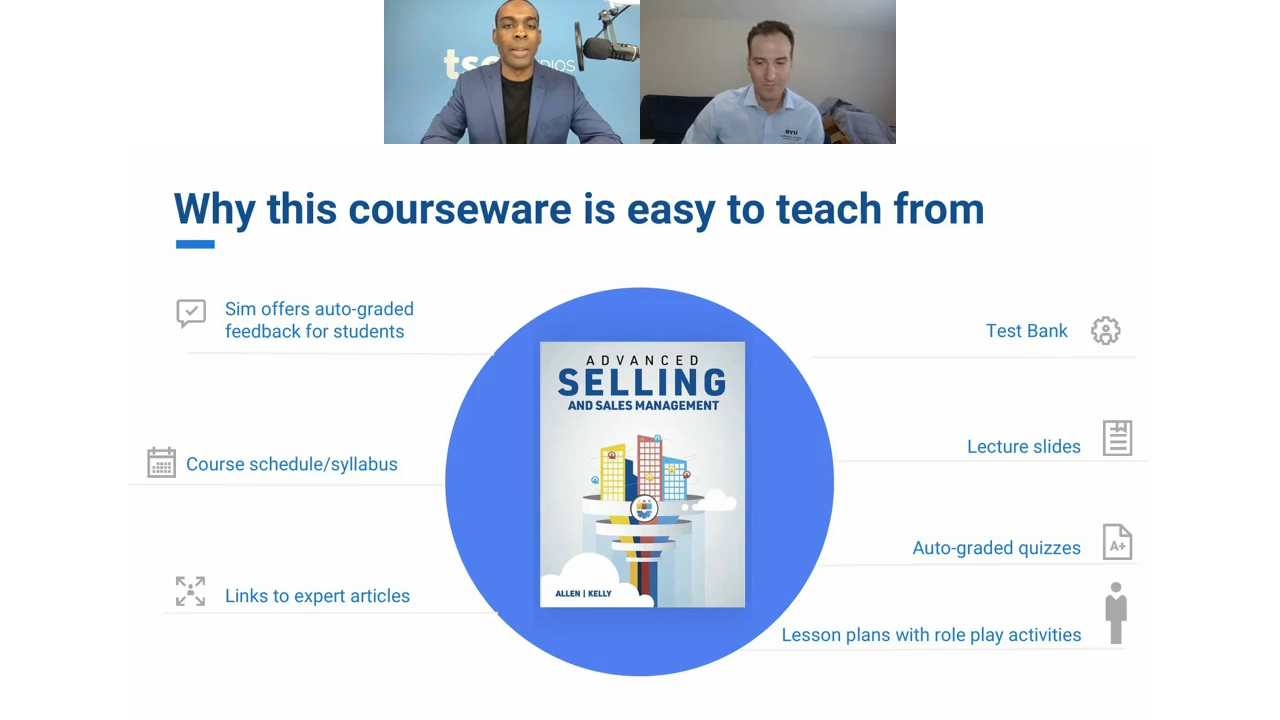 BYU
Why this courseware is easy to teach from
Sim offers auto-graded
feedback for students
Course schedule/syllabus
Links to expert articles
ADVANCED
SELLING
AND SALES MANAGEMENT
ALLEN | KELLY
Test Bank
Lecture slides
A+
Auto-graded quizzes
Lesson plans with role play activities